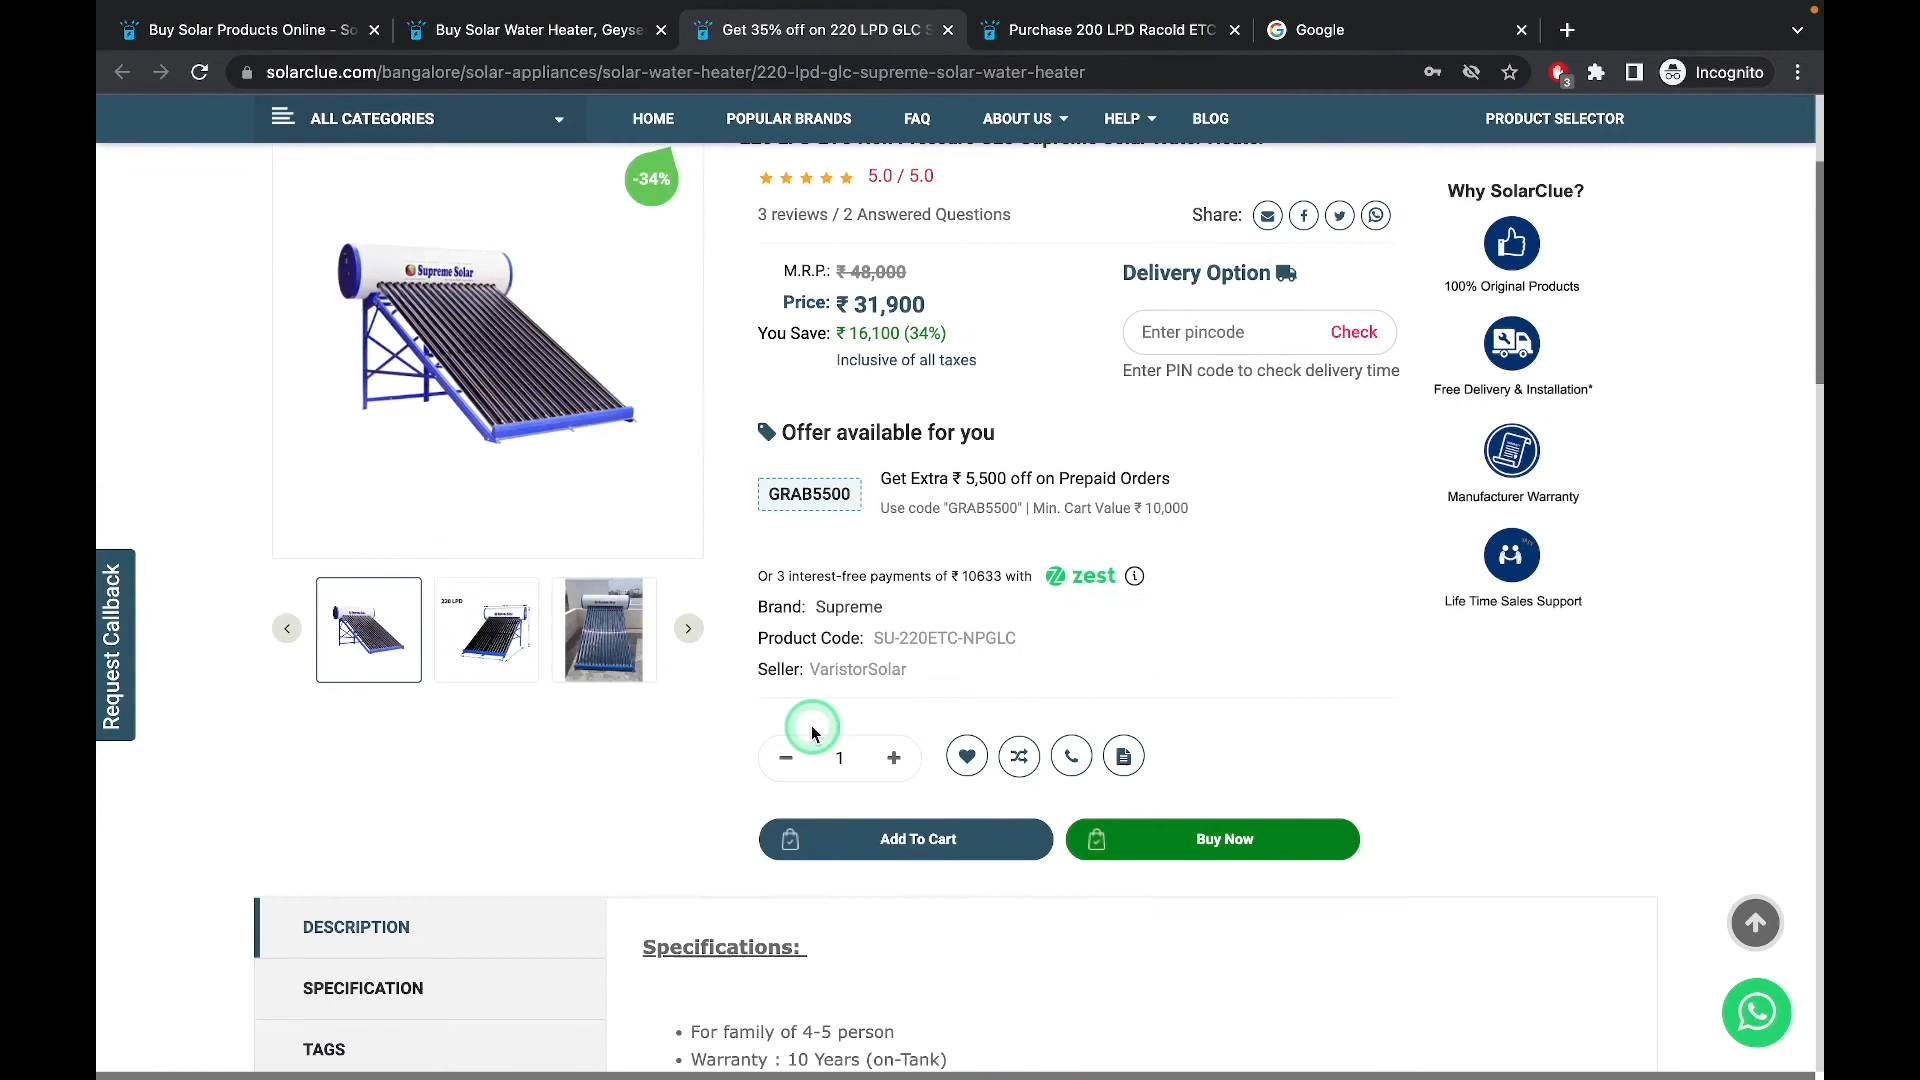 Buy Solar Products Online - So
Buy Solar Water Heater, Geyse
Get 35% off on 220 LPD GLC S
Purchase 200 LPD Racold ETC
Google
solarclue.com/bangalore/solar-appliances/solar-water-heater/220-lpd-glc-supreme-solar-water-heater
3
Incognito
ALL CATEGORIES
HOME
POPULAR BRANDS
FAQ
ABOUT US
HELP
BLOG
PRODUCT SELECTOR
-34%
Supreme Solar
5.0 / 5.0
3 reviews / 2 Answered Questions
Share:
M.R.P.: ₹ 48,000
Price: ₹ 31,900
You Save: ₹ 16,100 (34%)
Inclusive of all taxes
Delivery Option
Enter pincode
Check
Enter PIN code to check delivery time
Offer available for you
GRAB5500
Get Extra ₹ 5,500 off on Prepaid Orders
Use code "GRAB5500" | Min. Cart Value ₹ 10,000
Or 3 interest-free payments of ₹ 10633 with zest
Brand: Supreme
Product Code: SU-220ETC-NPGLC
Seller: VaristorSolar
1
Add To Cart
Buy Now
Why SolarClue?
100% Original Products
Free Delivery & Installation*
Manufacturer Warranty
Life Time Sales Support
Request Callback
220 LPD
DESCRIPTION
SPECIFICATION
TAGS
Specifications:
• For family of 4-5 person
• Warranty : 10 Years (on-Tank)